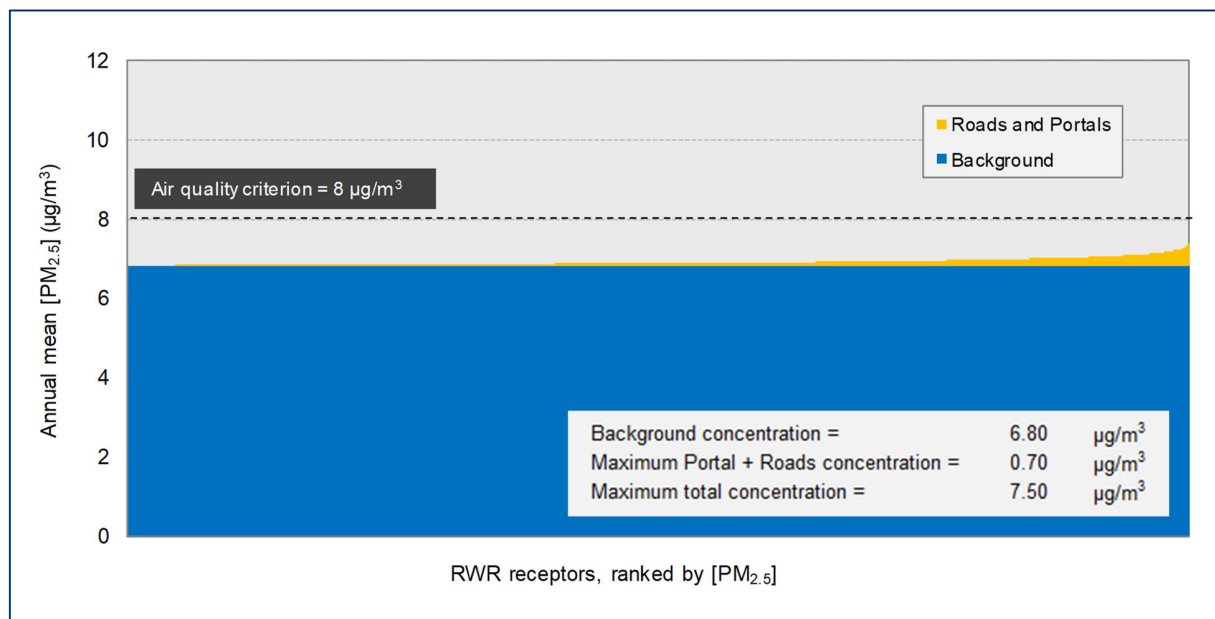 12
10
8
6
4
2
0
Annual mean [PM2.5] (µg/m³)
Roads and Portals
Background
Air quality criterion = 8 µg/m³
Background concentration = 6.80 µg/m³
Maximum Portal + Roads concentration = 0.70 µg/m³
Maximum total concentration = 7.50 µg/m³
RWR receptors, ranked by [PM2.5]